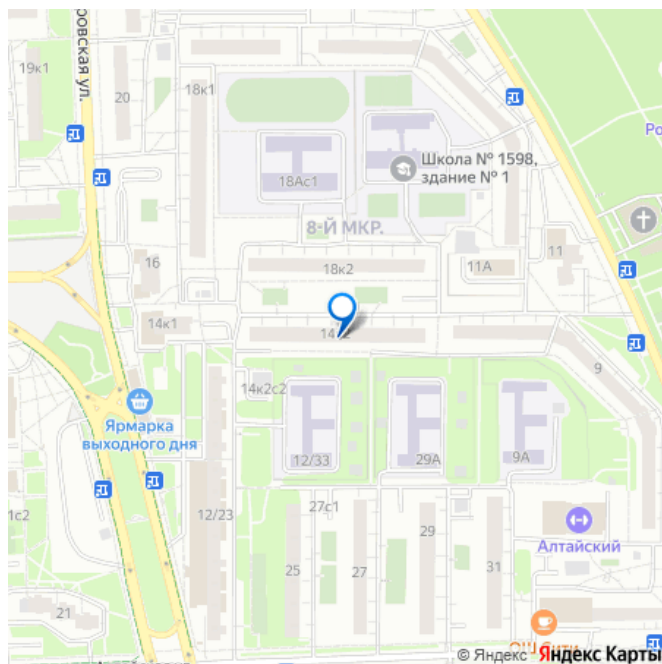 19к1
ровская ул.
20
18к1
18Ас1
Школа № 1598,
здание № 1
Ро
8-Й МКР.
16
18к2
11А
11
14к1
14к2с2
9
Ярмарка
выходного дня
12/33
29А
9А
1с2
12/23
27с1
25
27
29
31
Алтайский
21
© Яндекс
Яндекс Карты